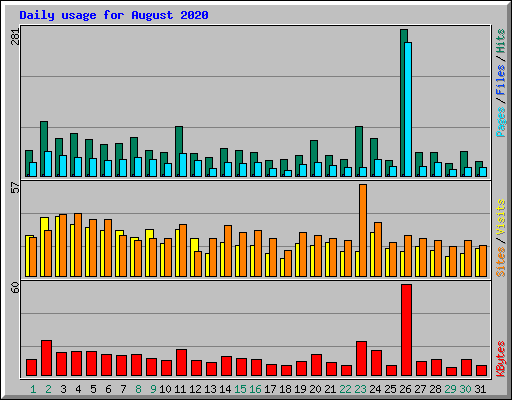 Daily usage for August 2020
281
Pages / Files / Hits
57
Sites / Visits
60
KBytes
1 2 3 4 5 6 7 8 9 10 11 12 13 14 15 16 17 18 19 20 21 22 23 24 25 26 27 28 29 30 31